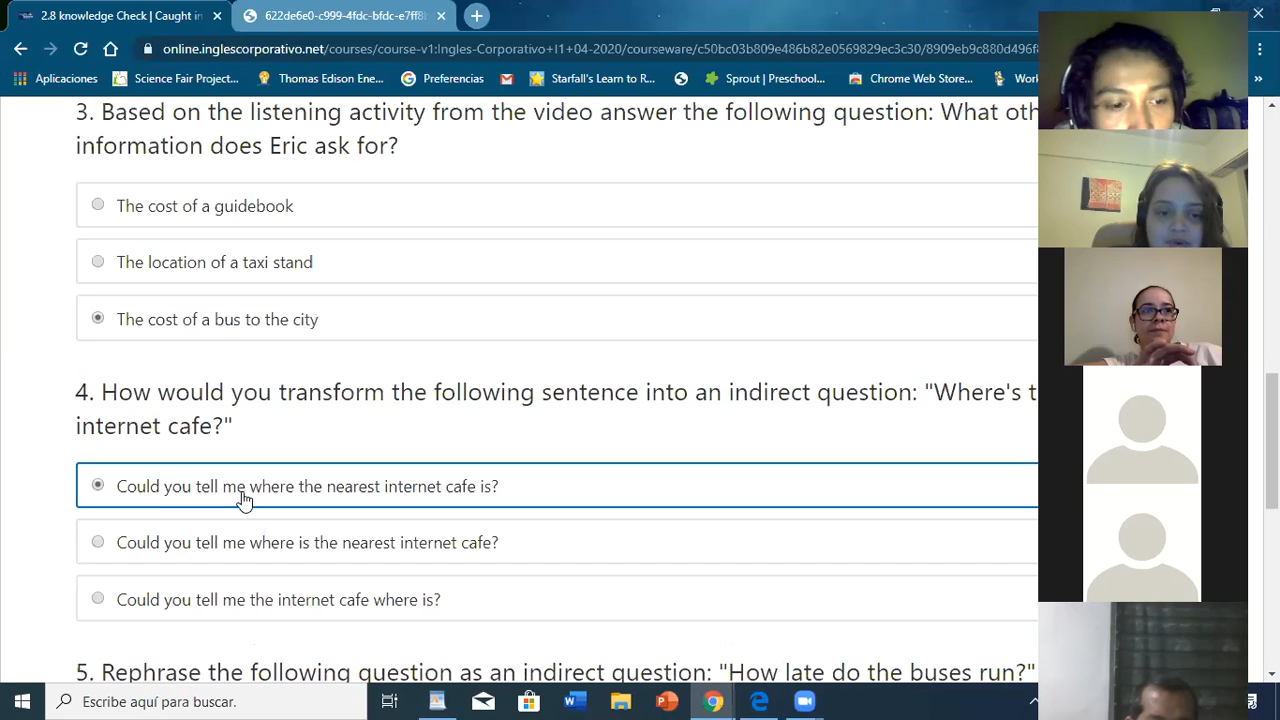 2.8 knowledge Check | Caught in
622de6e0-c999-4fdc-bfdc-e7ff8b
online.inglescorporativo.net/courses/course-v1:Ingles-Corporativo+I1+04-2020/courseware/c50bc03b809e486b82e0569829ec3c30/8909eb9c880d496f8
Aplicaciones
Science Fair Project...
Thomas Edison Ene...
Preferencias
Starfall's Learn to R...
Sprout | Preschool...
Chrome Web Store...
3. Based on the listening activity from the video answer the following question: What
information does Eric ask for?
The cost of a guidebook
The location of a taxi stand
The cost of a bus to the city
4. How would you transform the following sentence into an indirect question: "Where's
internet cafe?"
Could you tell me where the nearest internet cafe is?
Could you tell me where is the nearest internet cafe?
Could you tell me the internet cafe where is?
5. Rephrase the following question as an indirect question: "How late do the buses run?"
Escribe aquí para buscar.